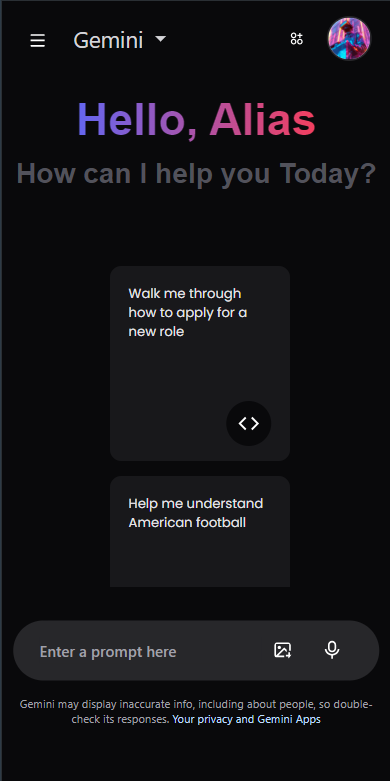 Gemini
Hello, Alias
How can I help you Today?
Walk me through
how to apply for a
new role
Help me understand
American football
Enter a prompt here
Gemini may display inaccurate info, including about people, so double-
check its responses. Your privacy and Gemini Apps